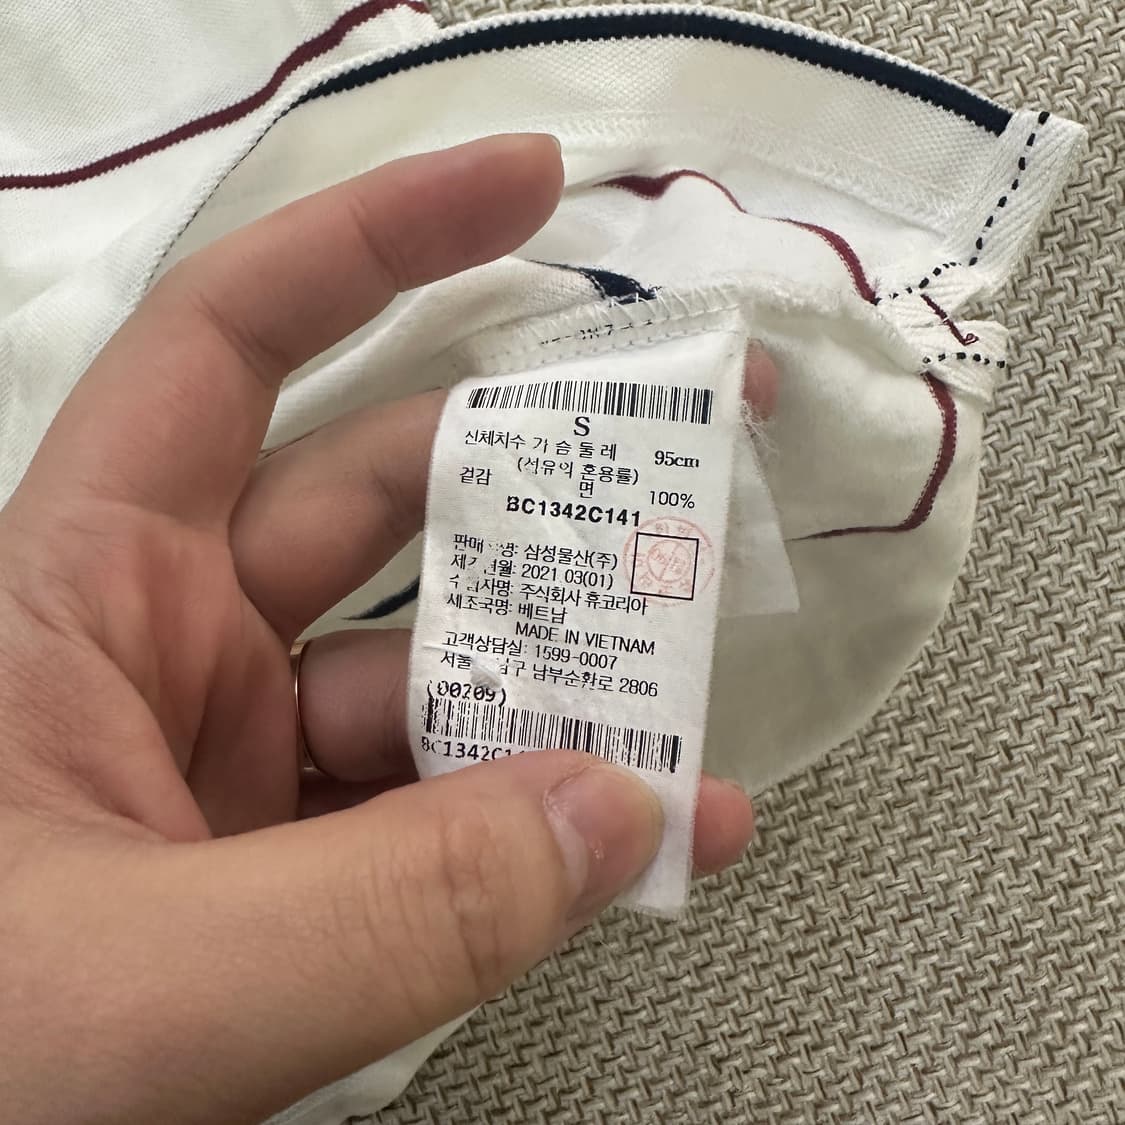 S
신체치수 가 슴 둘 레 95cm
(섬유의 혼용률)
겉감 면 100%
BC1342C141
판매 삼성물산(주)
2021 03(01)
주식회사 휴코리아
제조국명: 베트남
MADE IN VIETNAM
고객상담실: 1599-0007
남부순환로 2806
(00209)